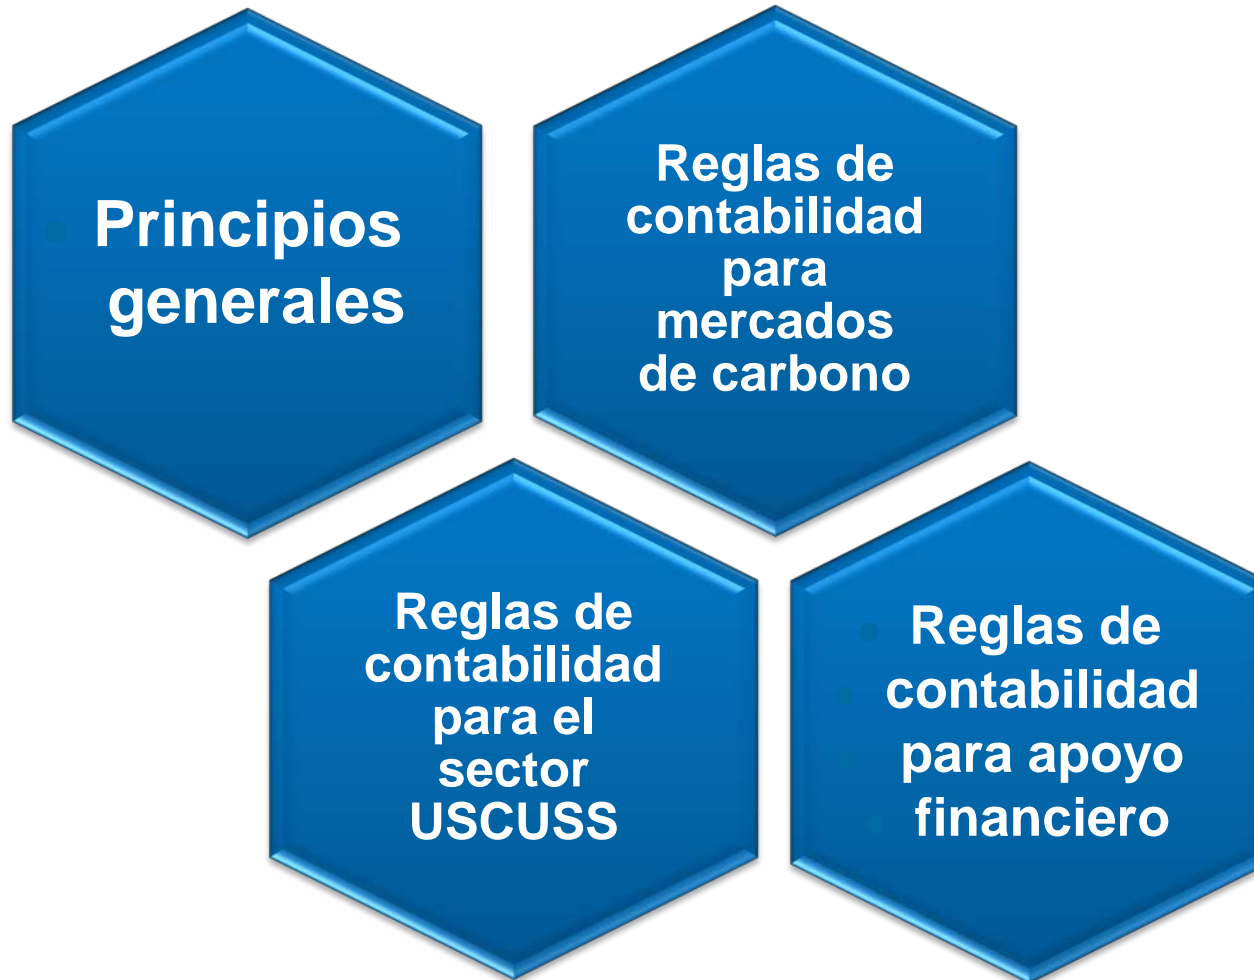 Principios
generales
Reglas de
contabilidad
para
mercados
de carbono
Reglas de
contabilidad
para el
sector
USCUSS
Reglas de
contabilidad
para apoyo
financiero